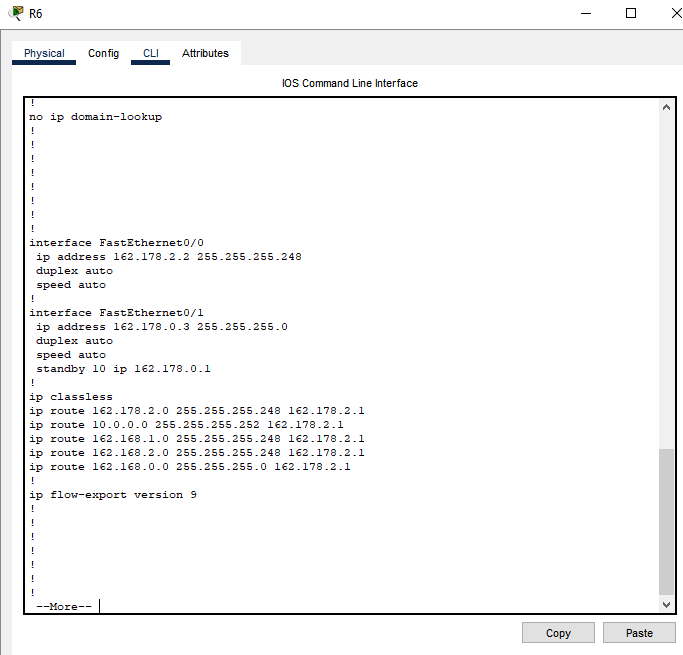 R6
Physical Config CLI Attributes
IOS Command Line Interface
!
no ip domain-lookup
!
!
!
!
!
!
!
!
interface FastEthernet0/0
 ip address 162.178.2.2 255.255.255.248
 duplex auto
 speed auto
!
interface FastEthernet0/1
 ip address 162.178.0.3 255.255.255.0
 duplex auto
 speed auto
 standby 10 ip 162.178.0.1
!
ip classless
ip route 162.178.2.0 255.255.255.248 162.178.2.1
ip route 10.0.0.0 255.255.255.252 162.178.2.1
ip route 162.168.1.0 255.255.255.248 162.178.2.1
ip route 162.168.2.0 255.255.255.248 162.178.2.1
ip route 162.168.0.0 255.255.255.0 162.178.2.1
!
ip flow-export version 9
!
!
!
!
!
!
!
 --More--
Copy Paste